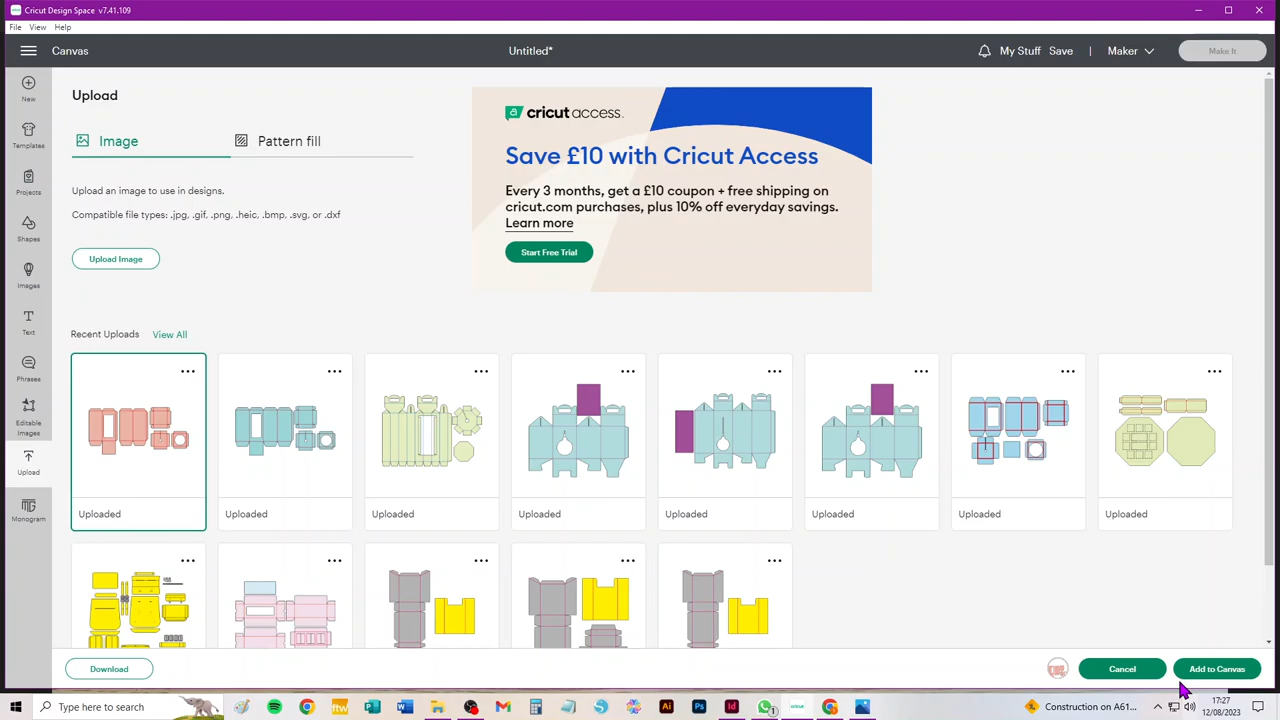 Cricut Design Space v7.41.109
File View Help
Canvas
Untitled*
My Stuff Save | Maker
Make It
New
Templates
Projects
Shapes
Images
Text
Phrases
Editable
Images
Upload
Monogram
Upload
Image
Pattern fill
Upload an image to use in designs.
Compatible file types: .jpg, .gif, .png, .heic, .bmp, .svg, or .dxf
Upload Image
cricut access.
Save £10 with Cricut Access
Every 3 months, get a £10 coupon + free shipping on
cricut.com purchases, plus 10% off everyday savings.
Learn more
Start Free Trial
Recent Uploads View All
Uploaded Uploaded Uploaded Uploaded Uploaded Uploaded Uploaded Uploaded
Download
Cancel
Add to Canvas
Type here to search
Construction on A61...
17:27
12/08/2023